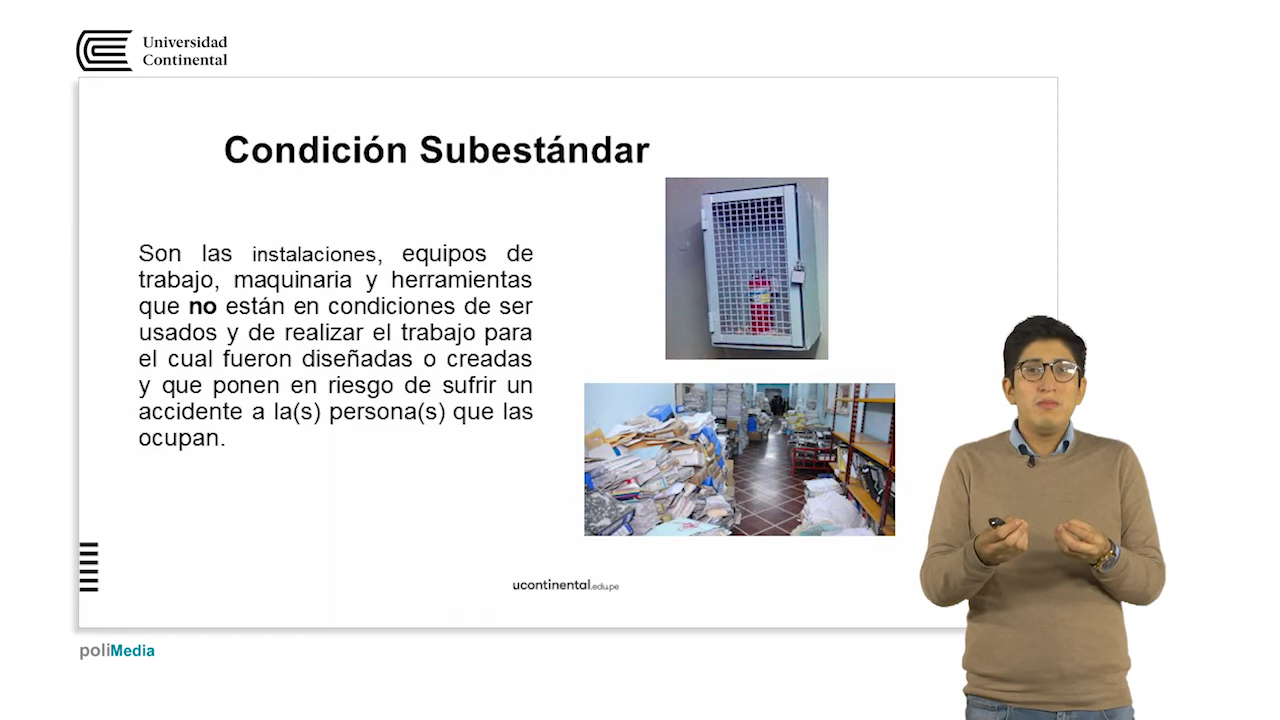 Universidad
Continental
Condición Subestándar
Son las instalaciones, equipos de
trabajo, maquinaria y herramientas
que no están en condiciones de ser
usados y de realizar el trabajo para
el cual fueron diseñadas o creadas
y que ponen en riesgo de sufrir un
accidente a la(s) persona(s) que las
ocupan.
ucontinental.edu.pe
poliMedia